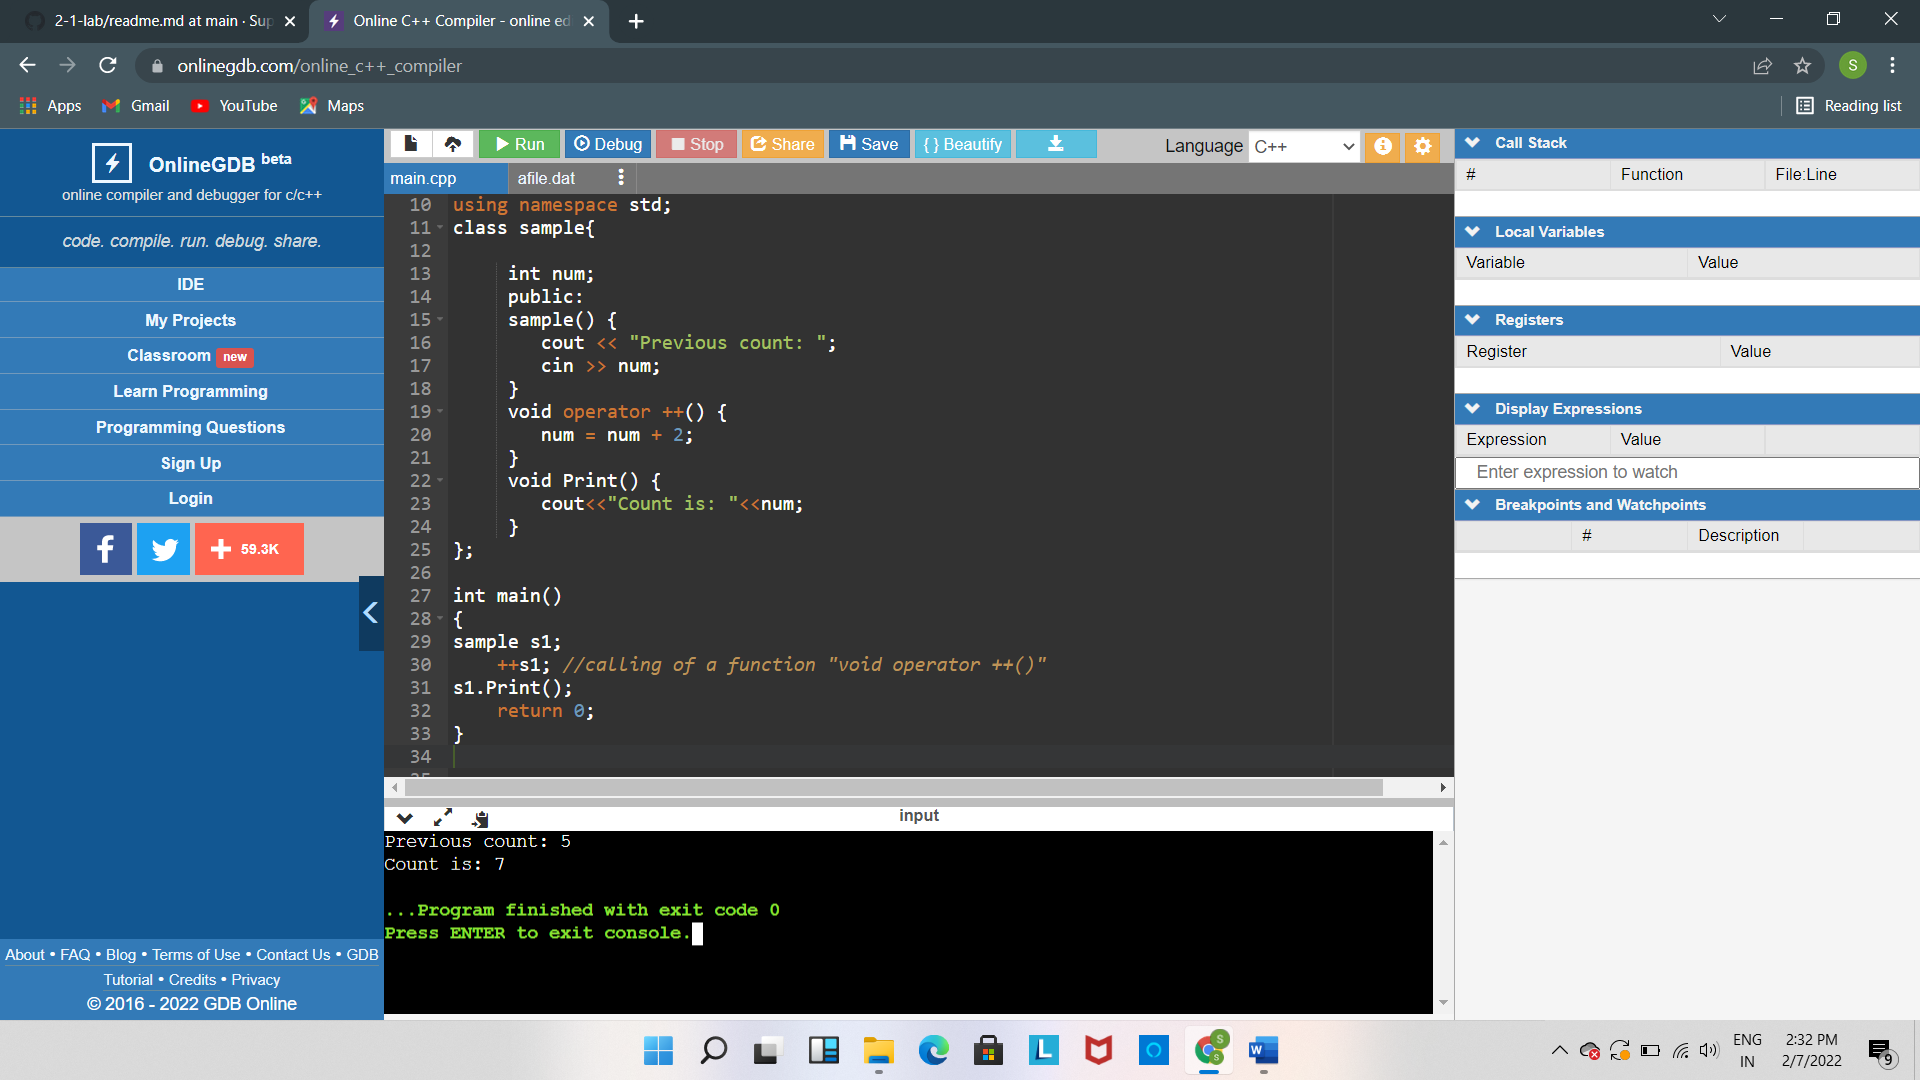 2-1-lab/readme.md at main · Sup
Online C++ Compiler - online ed
onlinegdb.com/online_c++_compiler
S
Apps
Gmail
YouTube
Maps
Reading list
OnlineGDB beta
online compiler and debugger for c/c++
code. compile. run. debug. share.
IDE
My Projects
Classroom new
Learn Programming
Programming Questions
Sign Up
Login
59.3K
About • FAQ • Blog • Terms of Use • Contact Us • GDB
Tutorial • Credits • Privacy
© 2016 - 2022 GDB Online
Run
Debug
Stop
Share
Save
{ } Beautify
Language C++
main.cpp
afile.dat
10 using namespace std;
11 class sample{
12
13 int num;
14 public:
15 sample() {
16 cout << "Previous count: ";
17 cin >> num;
18 }
19 void operator ++() {
20 num = num + 2;
21 }
22 void Print() {
23 cout<<"Count is: "<<num;
24 }
25 };
26
27 int main()
28 {
29 sample s1;
30 ++s1; //calling of a function "void operator ++()"
31 s1.Print();
32 return 0;
33 }
34
input
Previous count: 5
Count is: 7
...Program finished with exit code 0
Press ENTER to exit console.
Call Stack
# Function File:Line
Local Variables
Variable Value
Registers
Register Value
Display Expressions
Expression Value
Enter expression to watch
Breakpoints and Watchpoints
# Description
ENG
IN
2:32 PM
2/7/2022
9